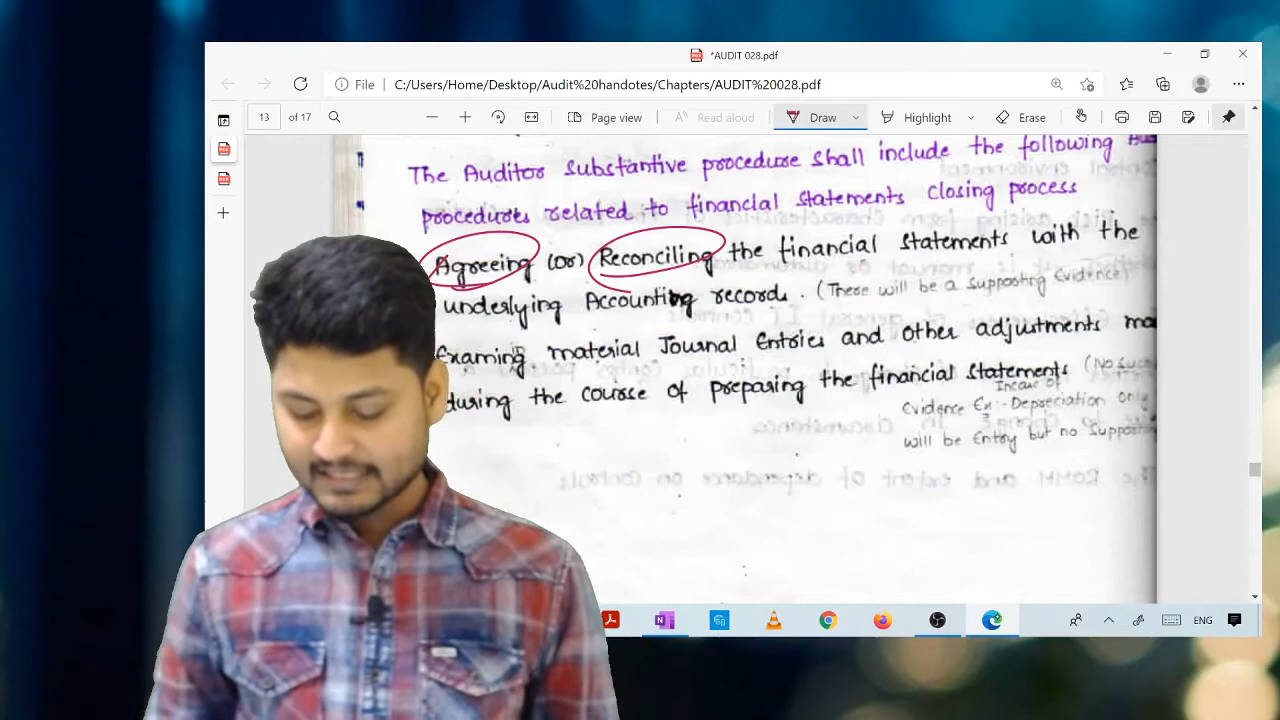 *AUDIT 028.pdf
File C:/Users/Home/Desktop/Audit%20handotes/Chapters/AUDIT%20028.pdf
13 of 17 Page view Read aloud Draw Highlight Erase
The Auditor substantive procedure shall include the following
procedures related to financial statements closing process
Agreeing (or) Reconciling the financial statements with the
underlying Accounting records. (There will be a supporting Evidence)
Examing material Journal Entries and other adjustments
during the course of preparing the financial statements (No
Incase of
Evidence Ex:- Depreciation only
will be Entry but no
ENG